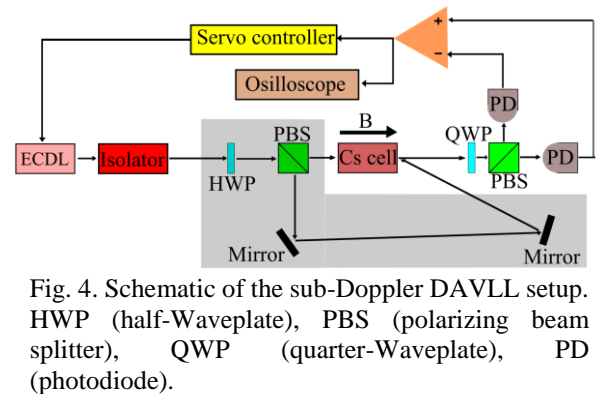 +
Servo controller
−
Osilloscope
PD
PBS
B
QWP
ECDL
Isolator
Cs cell
PD
HWP
PBS
Mirror
Mirror
Fig. 4. Schematic of the sub-Doppler DAVLL setup.
HWP (half-Waveplate), PBS (polarizing beam
splitter), QWP (quarter-Waveplate), PD
(photodiode).